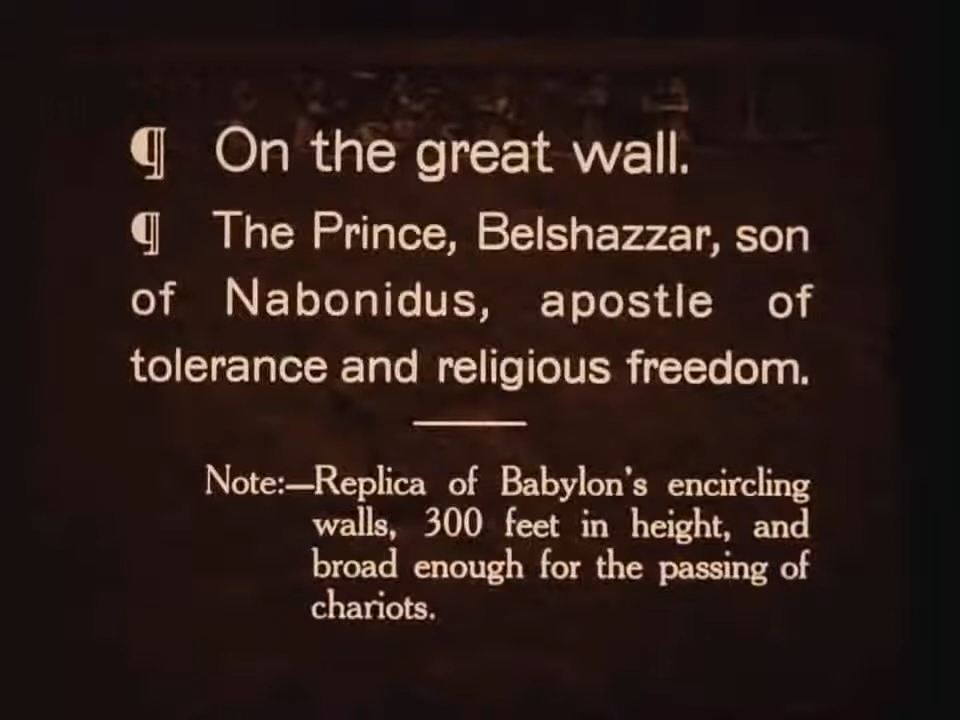 ¶ On the great wall.
¶ The Prince, Belshazzar, son
of Nabonidus, apostle of
tolerance and religious freedom.
Note:—Replica of Babylon's encircling
walls, 300 feet in height, and
broad enough for the passing of
chariots.